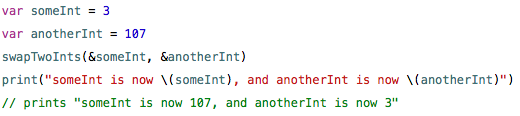 var someInt = 3
var anotherInt = 107
swapTwoInts(&someInt, &anotherInt)
print("someInt is now \(someInt), and anotherInt is now \(anotherInt)")
// prints "someInt is now 107, and anotherInt is now 3"